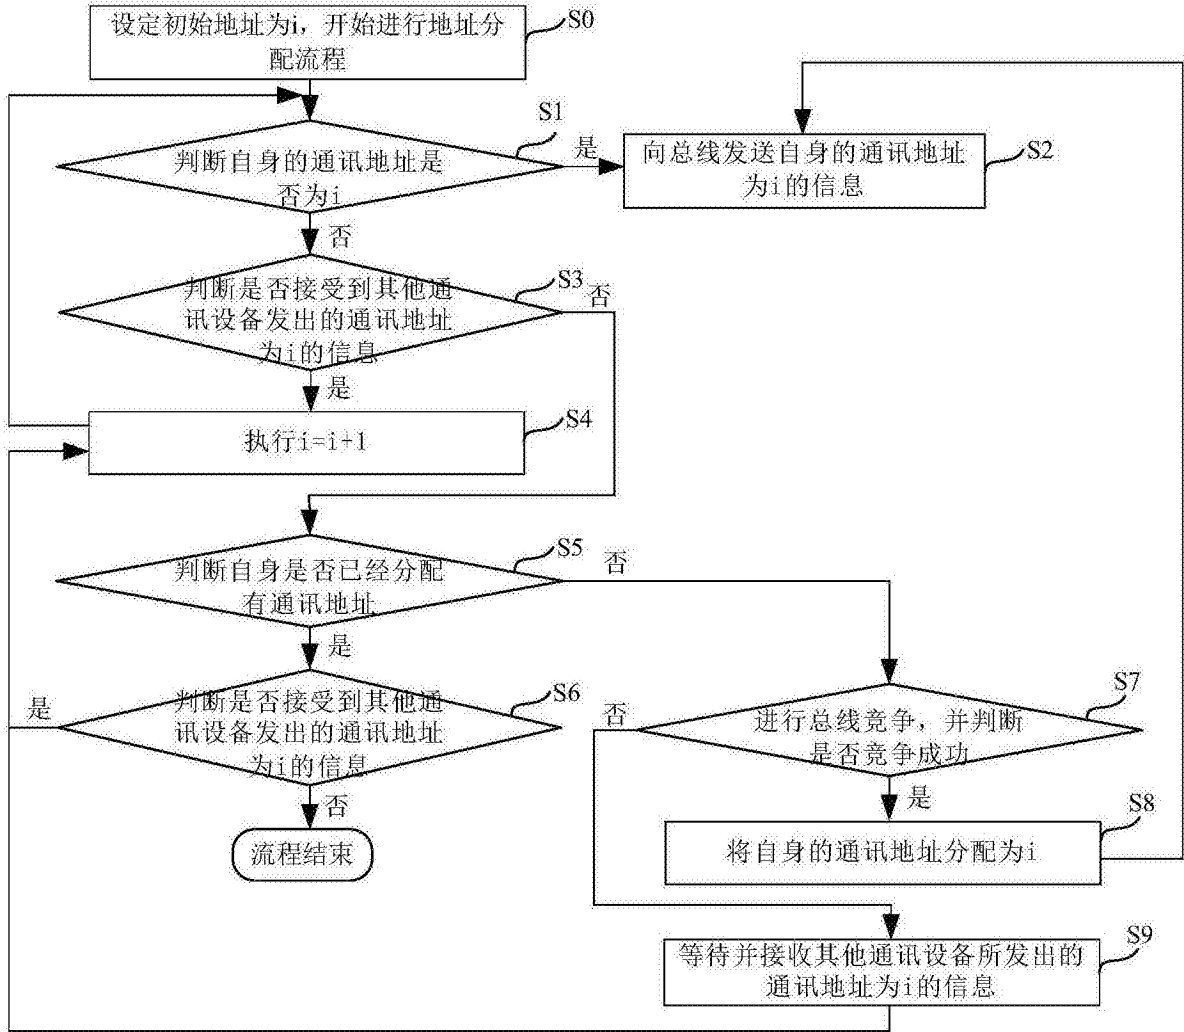 设定初始地址为i，开始进行地址分
配流程
S0
S1
判断自身的通讯地址是
否为i
是
向总线发送自身的通讯地址
为i的信息
S2
否
S3
判断是否接受到其他通
讯设备发出的通讯地址
为i的信息
否
是
S4
执行i=i+1
S5
判断自身是否已经分配
有通讯地址
否
是
S6
判断是否接受到其他通
讯设备发出的通讯地址
为i的信息
是
否
流程结束
S7
进行总线竞争，并判断
是否竞争成功
否
是
S8
将自身的通讯地址分配为i
S9
等待并接收其他通讯设备所发出的
通讯地址为i的信息